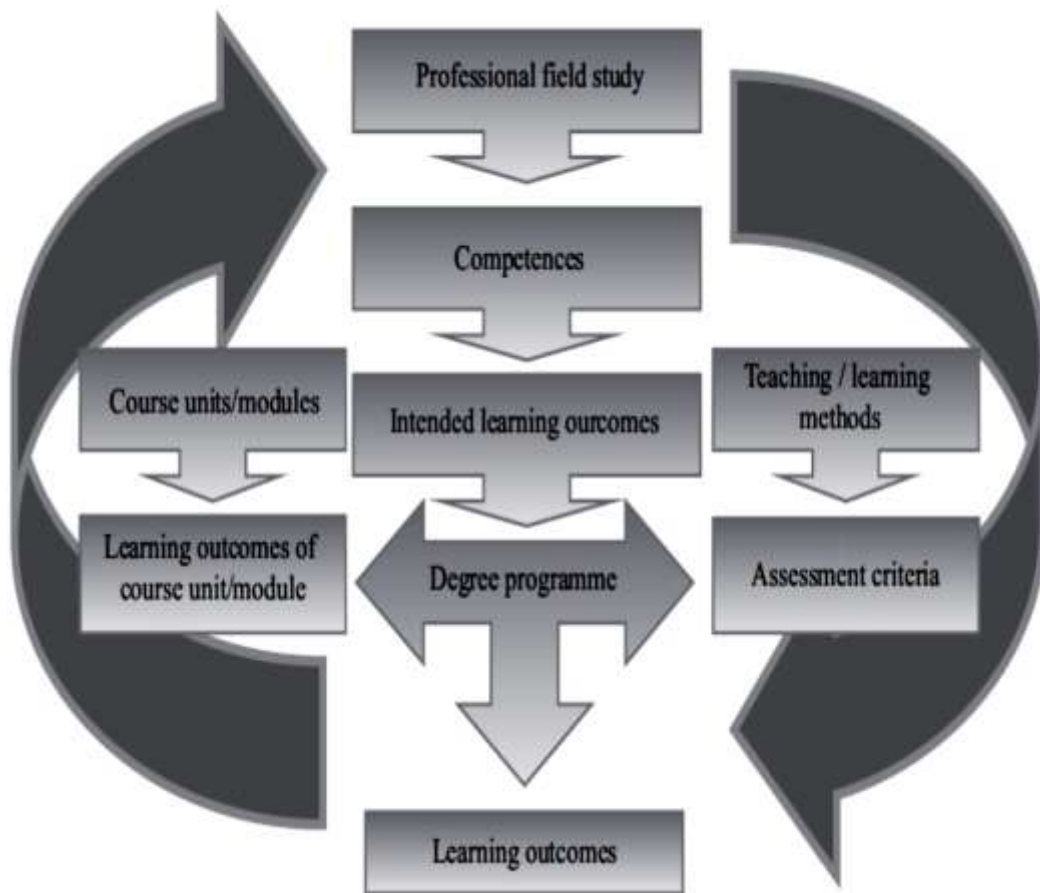 Professional field study
Competences
Course units/modules
Intended learning ourcomes
Teaching / learning
methods
Learning outcomes of
course unit/module
Degree programme
Assessment criteria
Learning outcomes